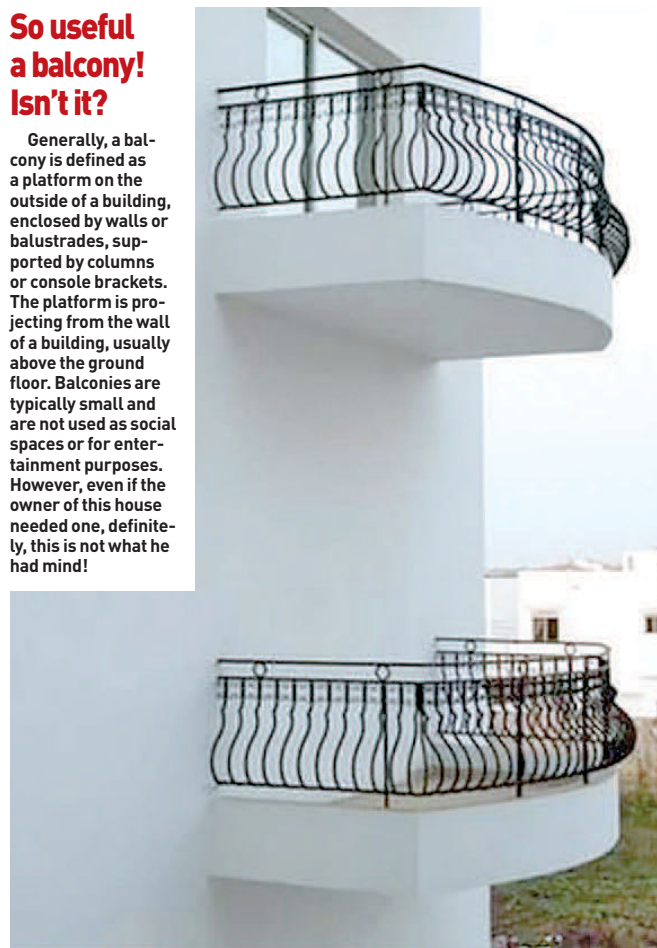 So useful
a balcony!
Isn't it?
Generally, a bal-
cony is defined as
a platform on the
outside of a building,
enclosed by walls or
balustrades, sup-
ported by columns
or console brackets.
The platform is pro-
jecting from the wall
of a building, usually
above the ground
floor. Balconies are
typically small and
are not used as social
spaces or for enter-
tainment purposes.
However, even if the
owner of this house
needed one, definite-
ly, this is not what he
had mind!